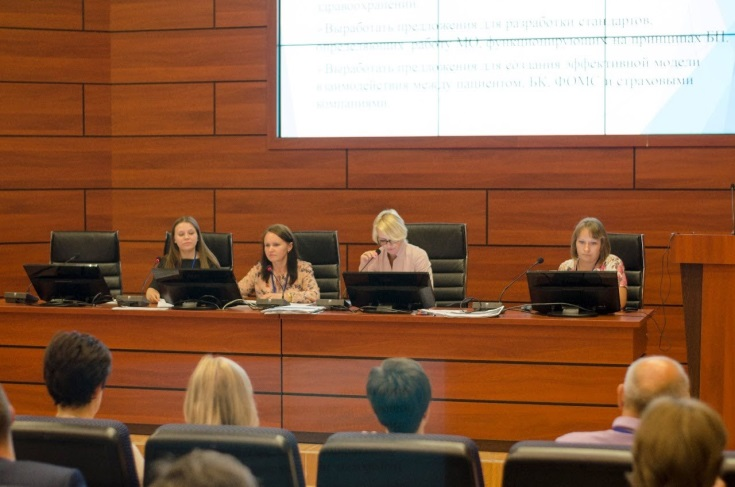 здравоохранении.
»Выработать предложения для разработки стандартов,
определяющих работу МО, функционирующих на принципах БП.
»Выработать предложения для создания эффективной модели
взаимодействия между пациентом, БК, ФОМС и страховыми
компаниями.